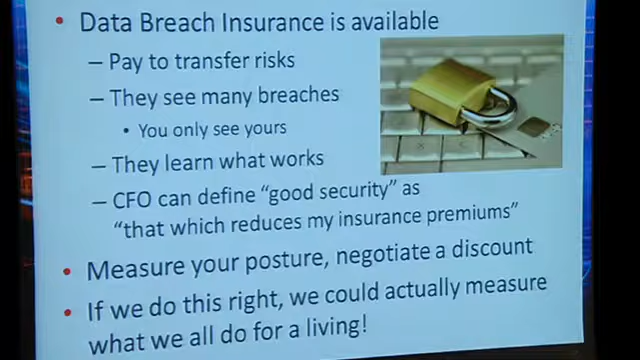 • Data Breach Insurance is available
– Pay to transfer risks
– They see many breaches
• You only see yours
– They learn what works
– CFO can define “good security” as
“that which reduces my insurance premiums”
• Measure your posture, negotiate a discount
• If we do this right, we could actually measure
what we all do for a living!